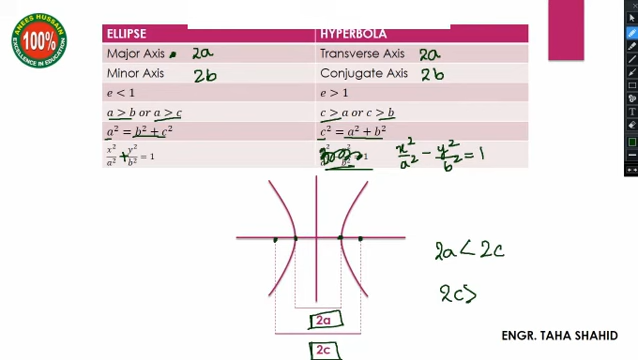 ANEES HUSSAIN
100%
EXCELLENCE IN EDUCATION
ELLIPSE HYPERBOLA
Major Axis 2a Transverse Axis 2a
Minor Axis 2b Conjugate Axis 2b
e < 1 e > 1
a > b or a > c c > a or c > b
a² = b² + c² c² = a² + b²
x²/a² + y²/b² = 1 x²/a² − y²/b² = 1
2a < 2c
2c>
2a
2c
ENGR. TAHA SHAHID